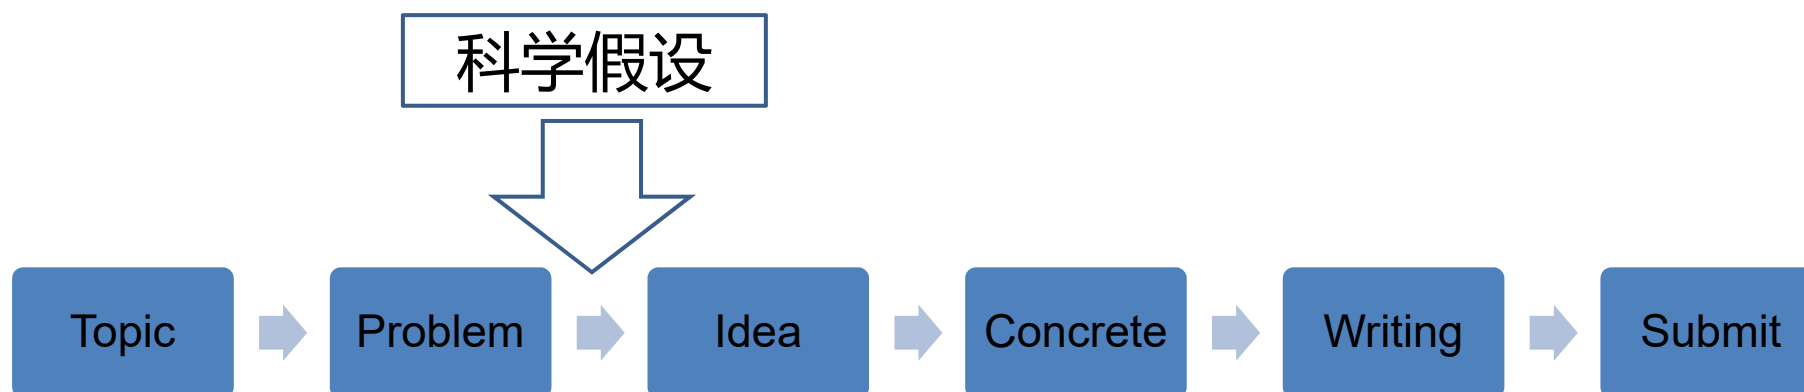 科学假设
Topic
Problem
Idea
Concrete
Writing
Submit